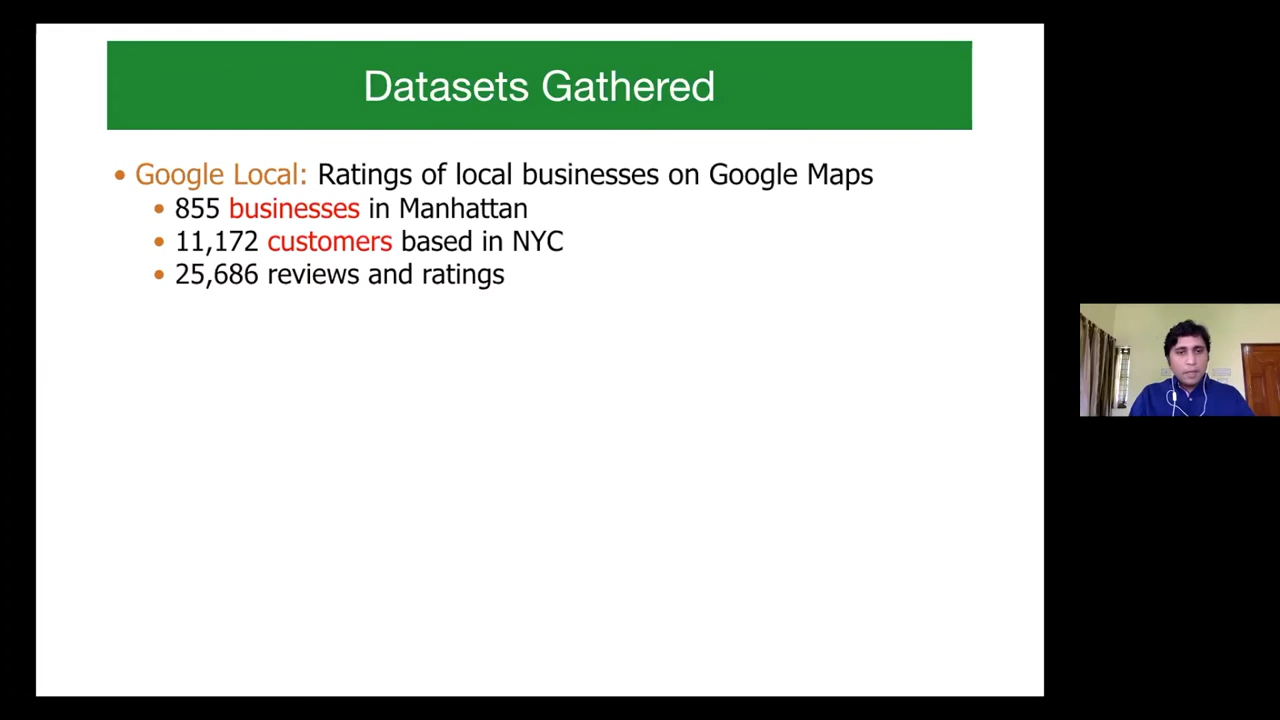 Datasets Gathered
• Google Local: Ratings of local businesses on Google Maps
• 855 businesses in Manhattan
• 11,172 customers based in NYC
• 25,686 reviews and ratings